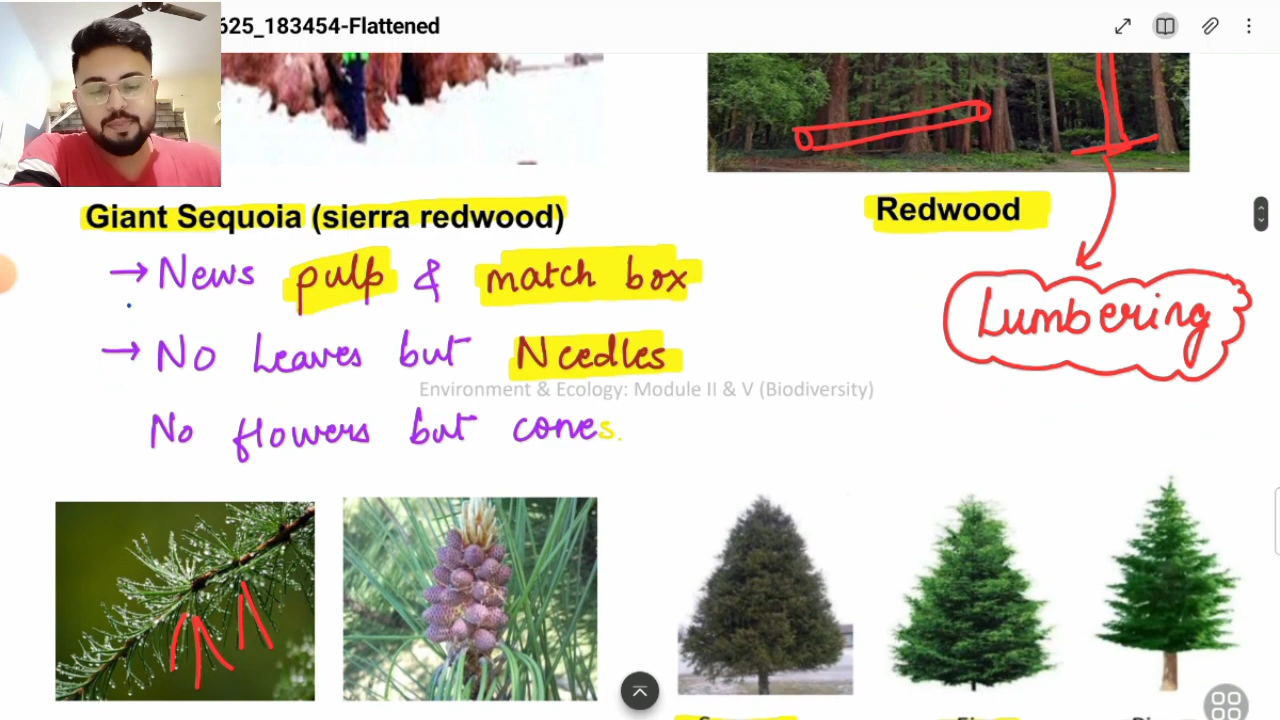 625_183454-Flattened
Giant Sequoia (sierra redwood)
Redwood
→ News pulp & match box
Lumbering
→ No Leaves but Needles
Environment & Ecology: Module II & V (Biodiversity)
No flowers but cones.